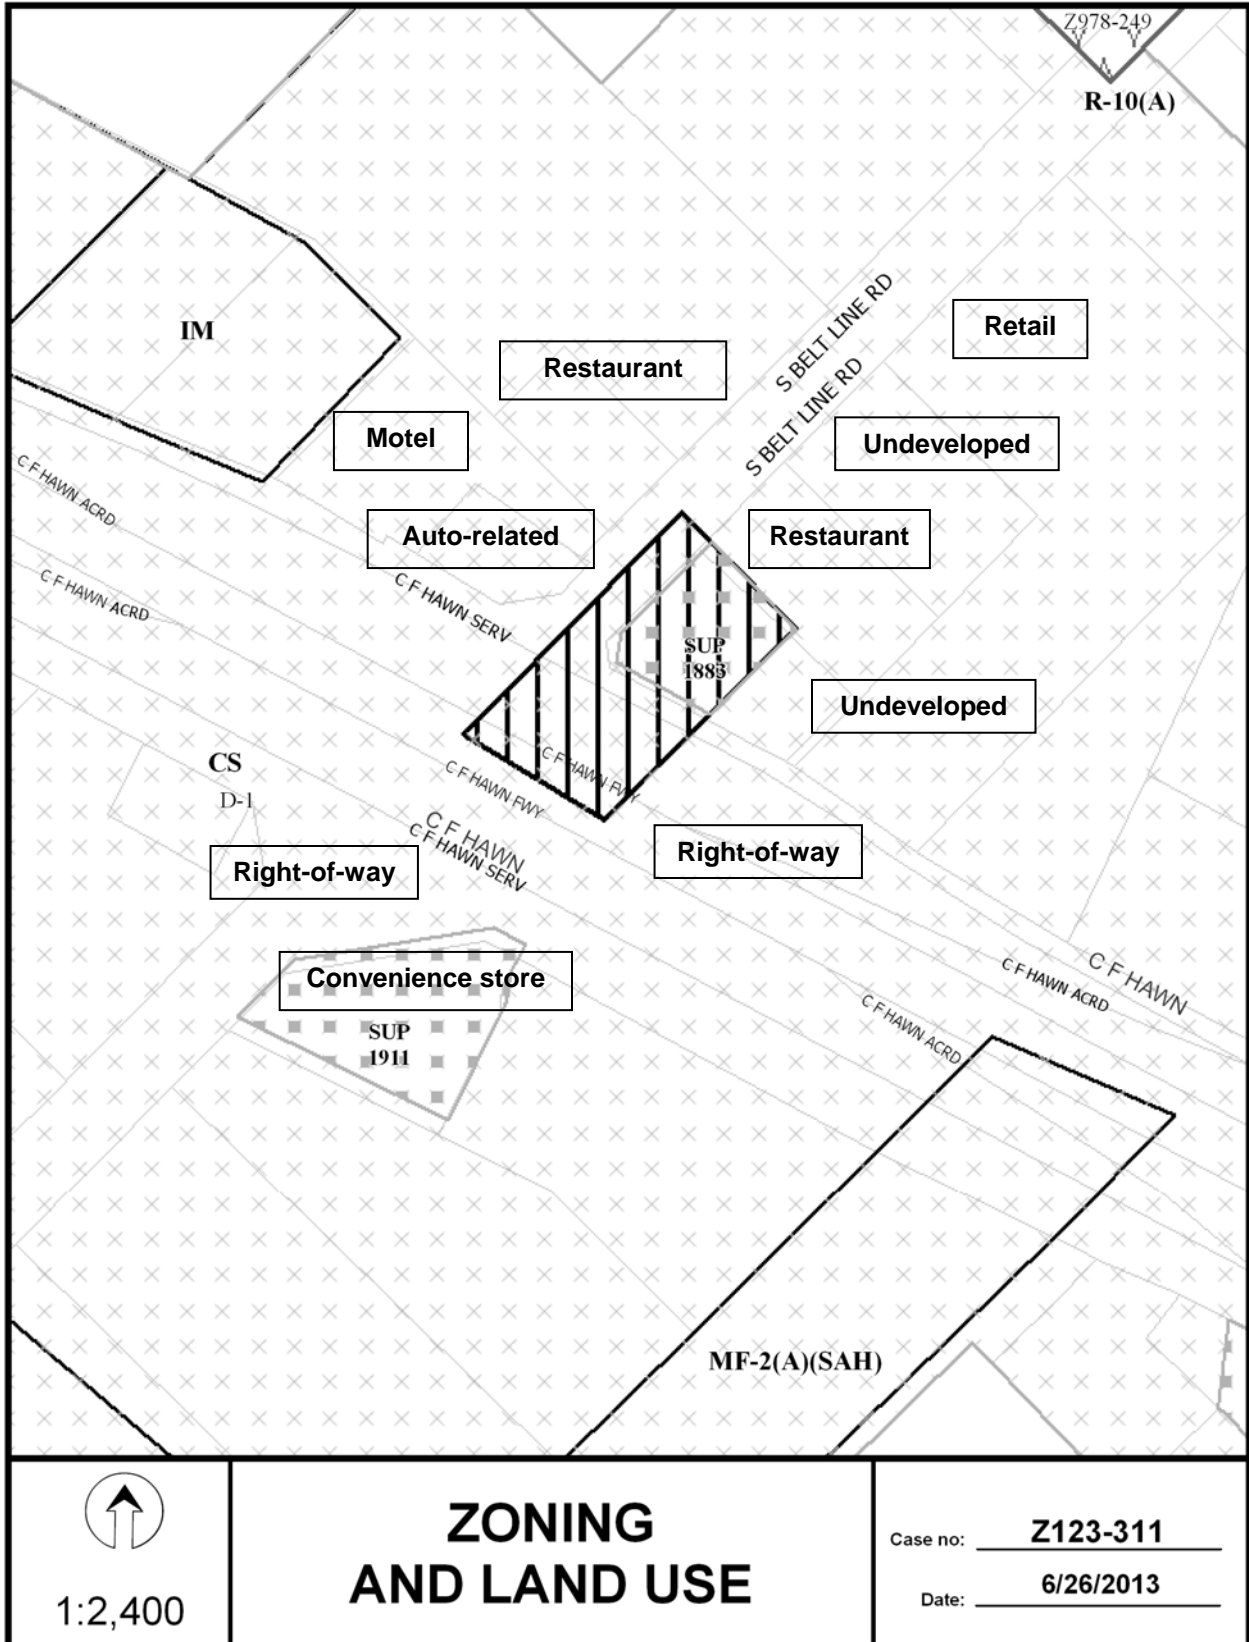 Z978-249
R-10(A)
IM
S BELT LINE RD
S BELT LINE RD
Retail
Restaurant
Motel
Undeveloped
C F HAWN ACRD
Auto-related
Restaurant
C F HAWN ACRD
C F HAWN SERV
SUP
1883
Undeveloped
CS
D-1
C F HAWN FWY
C F HAWN FWY
C F HAWN
C F HAWN SERV
Right-of-way
Right-of-way
Convenience store
SUP
1911
C F HAWN
C F HAWN ACRD
C F HAWN ACRD
MF-2(A)(SAH)
1:2,400
ZONING
AND LAND USE
Case no: Z123-311
Date: 6/26/2013